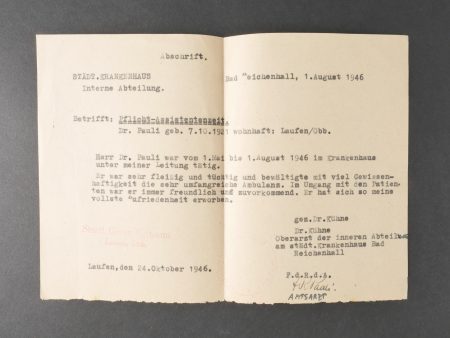 Abschrift.
STÄDT.KRANGENHAUS
Bad Reichenhall, 1.August 1946
Interne Abteilung.
Betrifft: Pflicht-Assistentenzeit
Dr. Pauli geb. 7.10.1921 wohnhaft: Laufen/Obb.
Herr Dr. Pauli war vom 1.Mai bis 1.August 1946 im Krangenhaus
unter meiner Leitung tätig.
Er war sehr fleißig und tüchtig und bewältigte mit viel Gewissen-
haftigkeit die sehr umfangreiche Ambulanz. Im Umgang mit den Patien-
ten war er immer freundlich und zuvorkommend. Er hat sich so meine
vollste Zufriedenheit erworben.
gez.Dr.Kühne
Dr.Kühne
Oberarzt der inneren Abteilung
am städt.Krangenhaus Bad
Reichenhall
Laufen,den 24.Oktober 1946.
F.d.R.d.A.
AMTSARZT